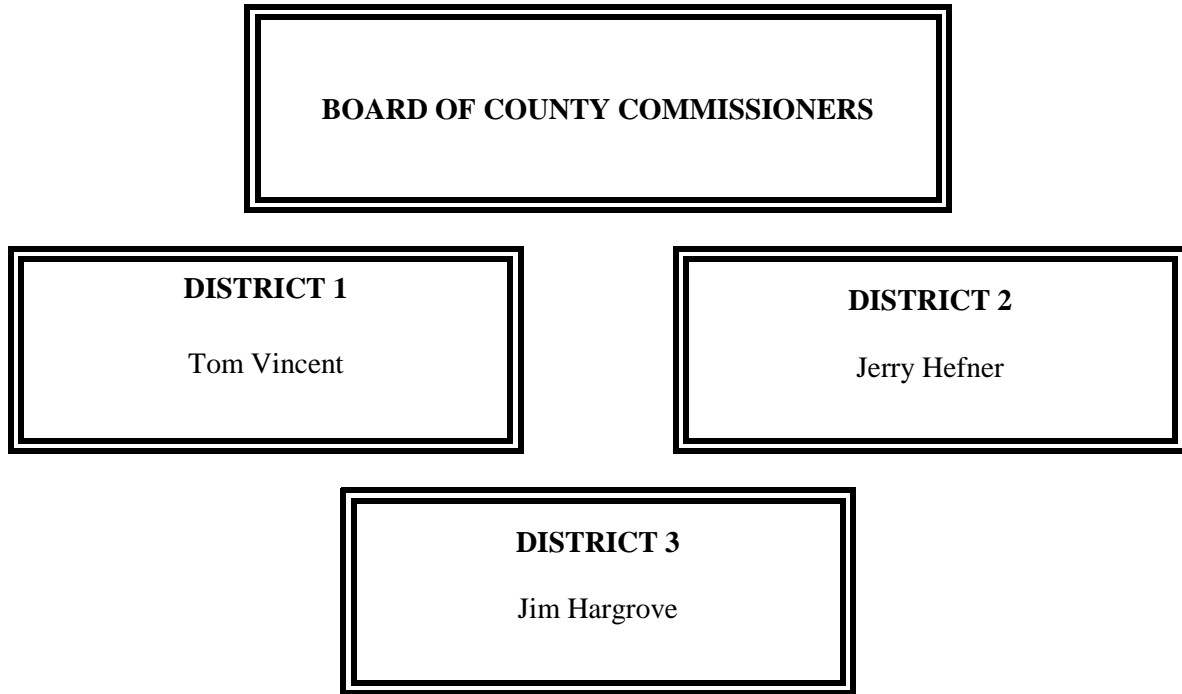 BOARD OF COUNTY COMMISSIONERS
DISTRICT 1
Tom Vincent
DISTRICT 2
Jerry Hefner
DISTRICT 3
Jim Hargrove